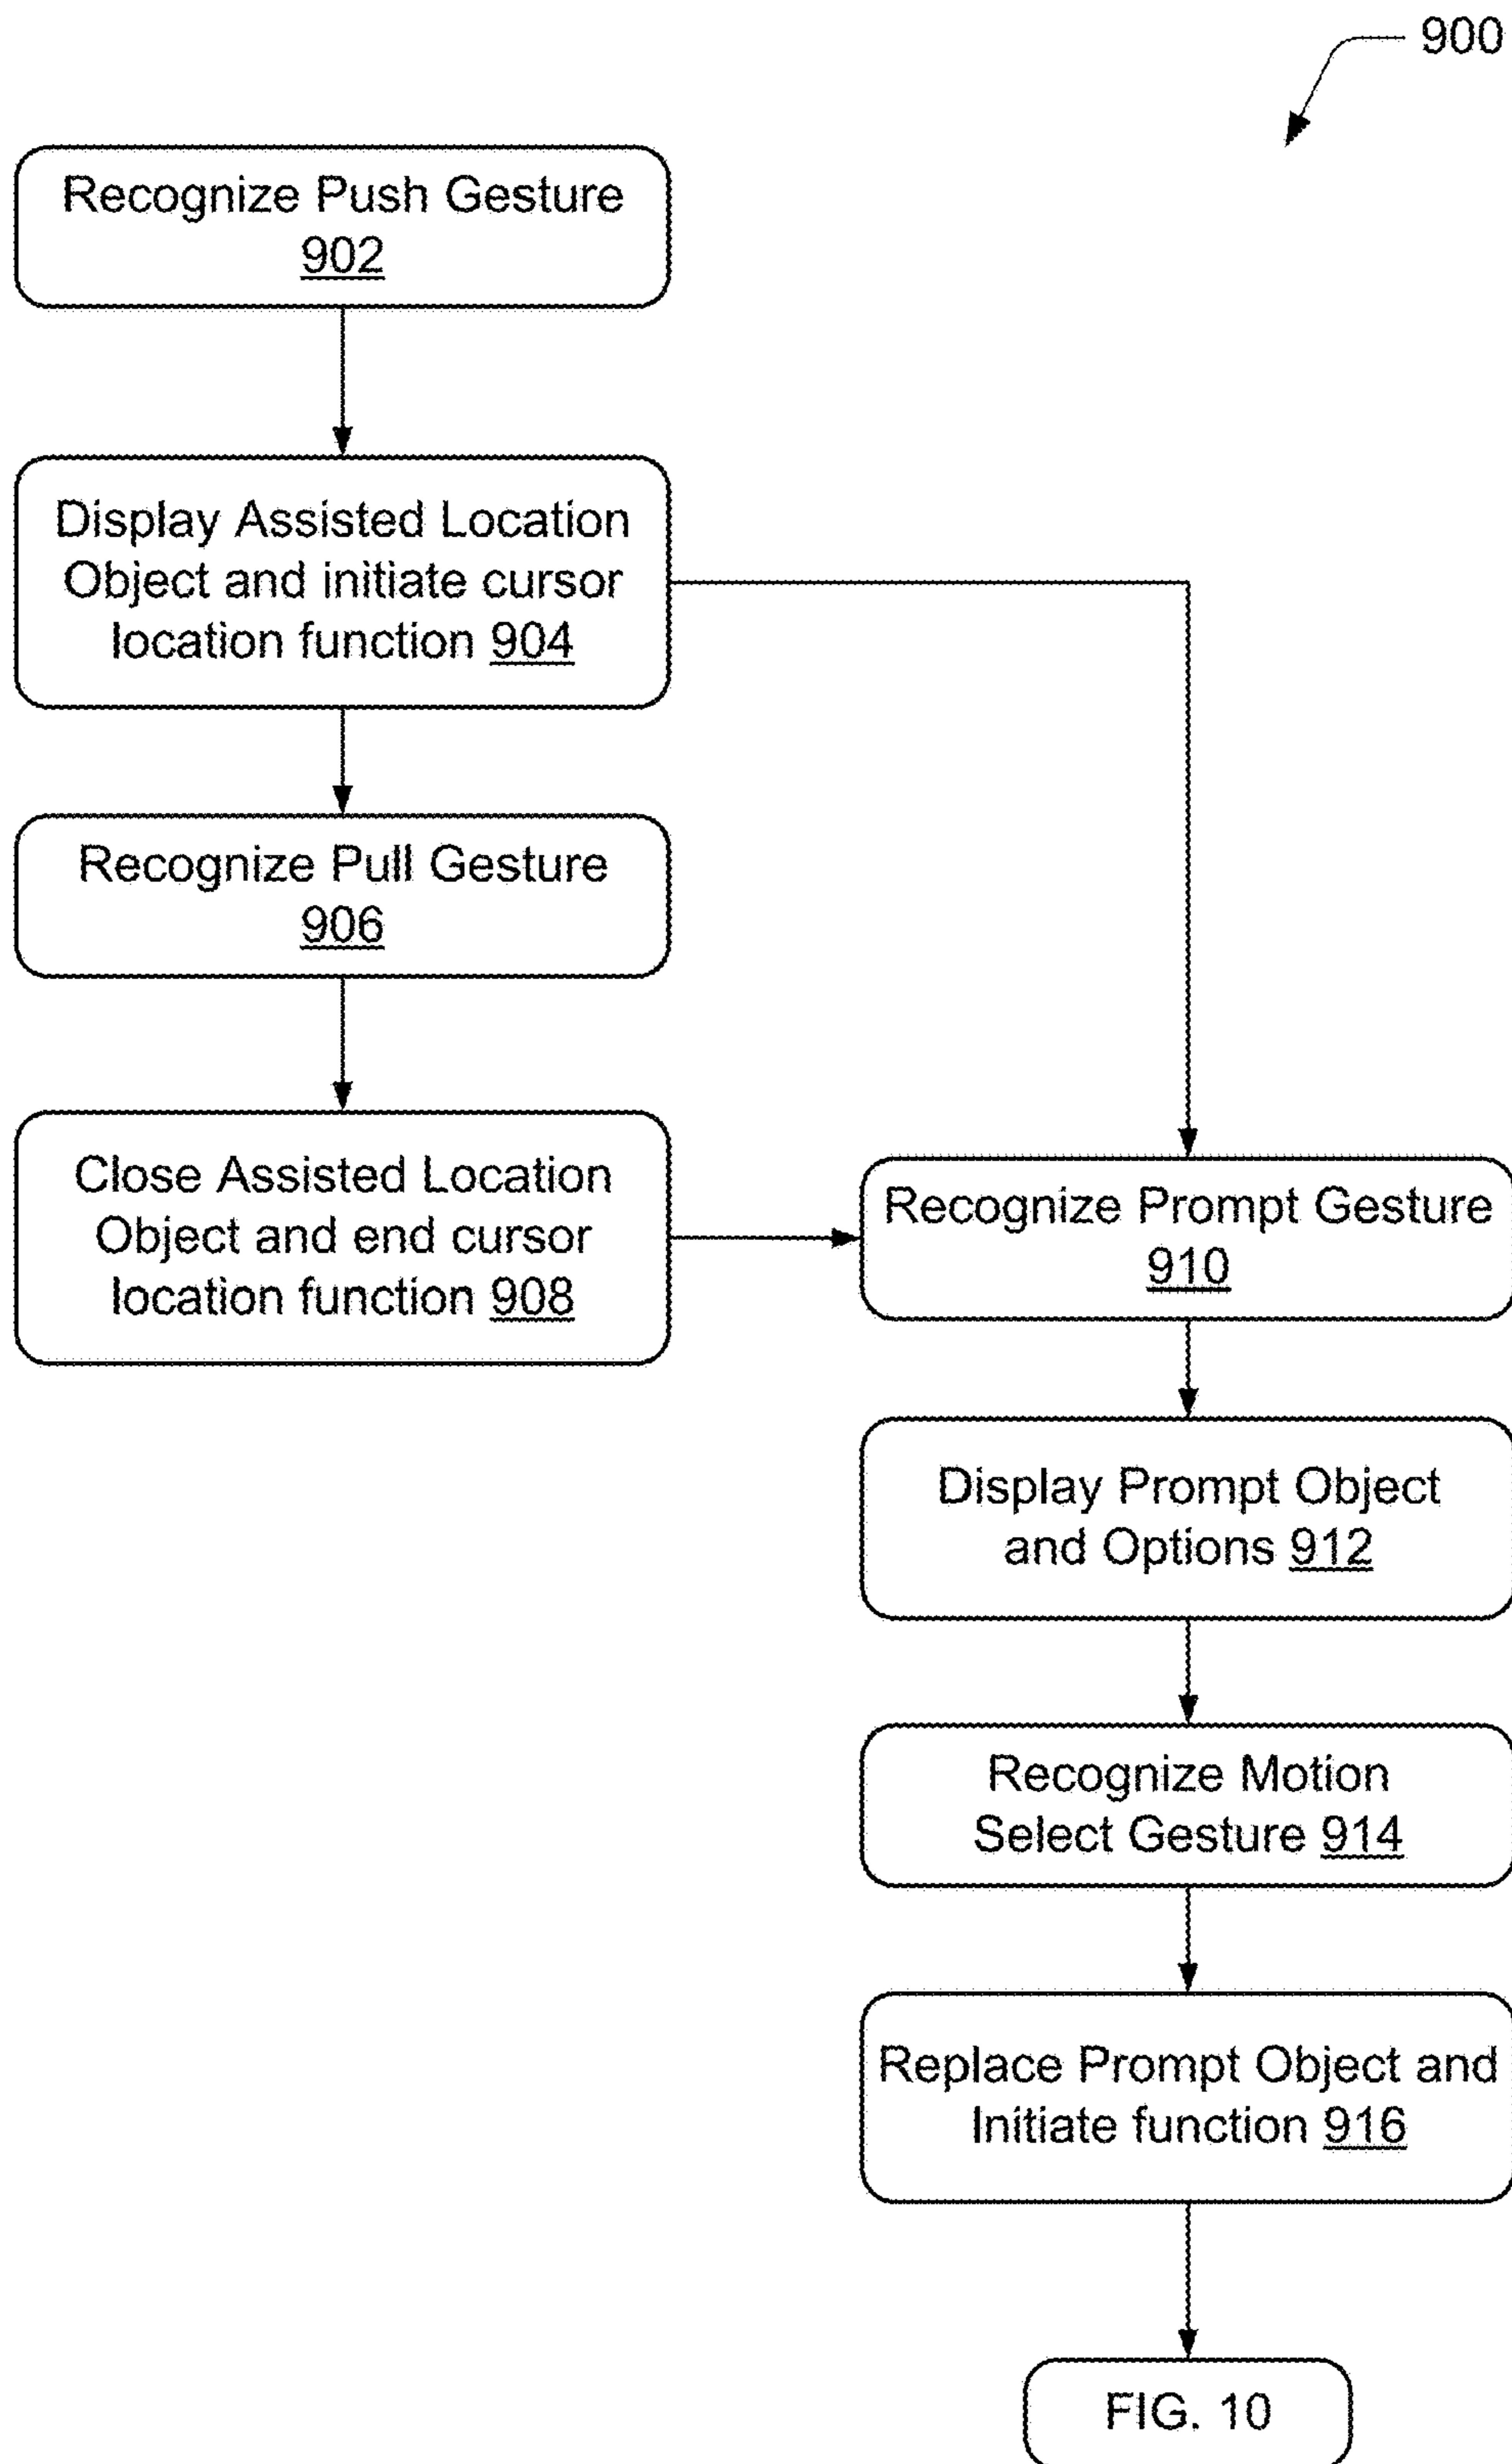 900
Recognize Push Gesture
902
Display Assisted Location
Object and initiate cursor
location function 904
Recognize Pull Gesture
906
Close Assisted Location
Object and end cursor
location function 908
Recognize Prompt Gesture
910
Display Prompt Object
and Options 912
Recognize Motion
Select Gesture 914
Replace Prompt Object and
Initiate function 916
FIG. 10